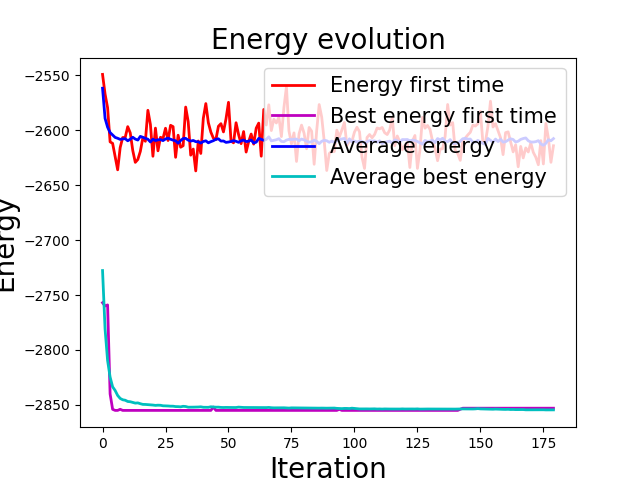 Energy evolution
Energy
−2550
−2600
−2650
−2700
−2750
−2800
−2850
Energy first time
Best energy first time
Average energy
Average best energy
0 25 50 75 100 125 150 175
Iteration